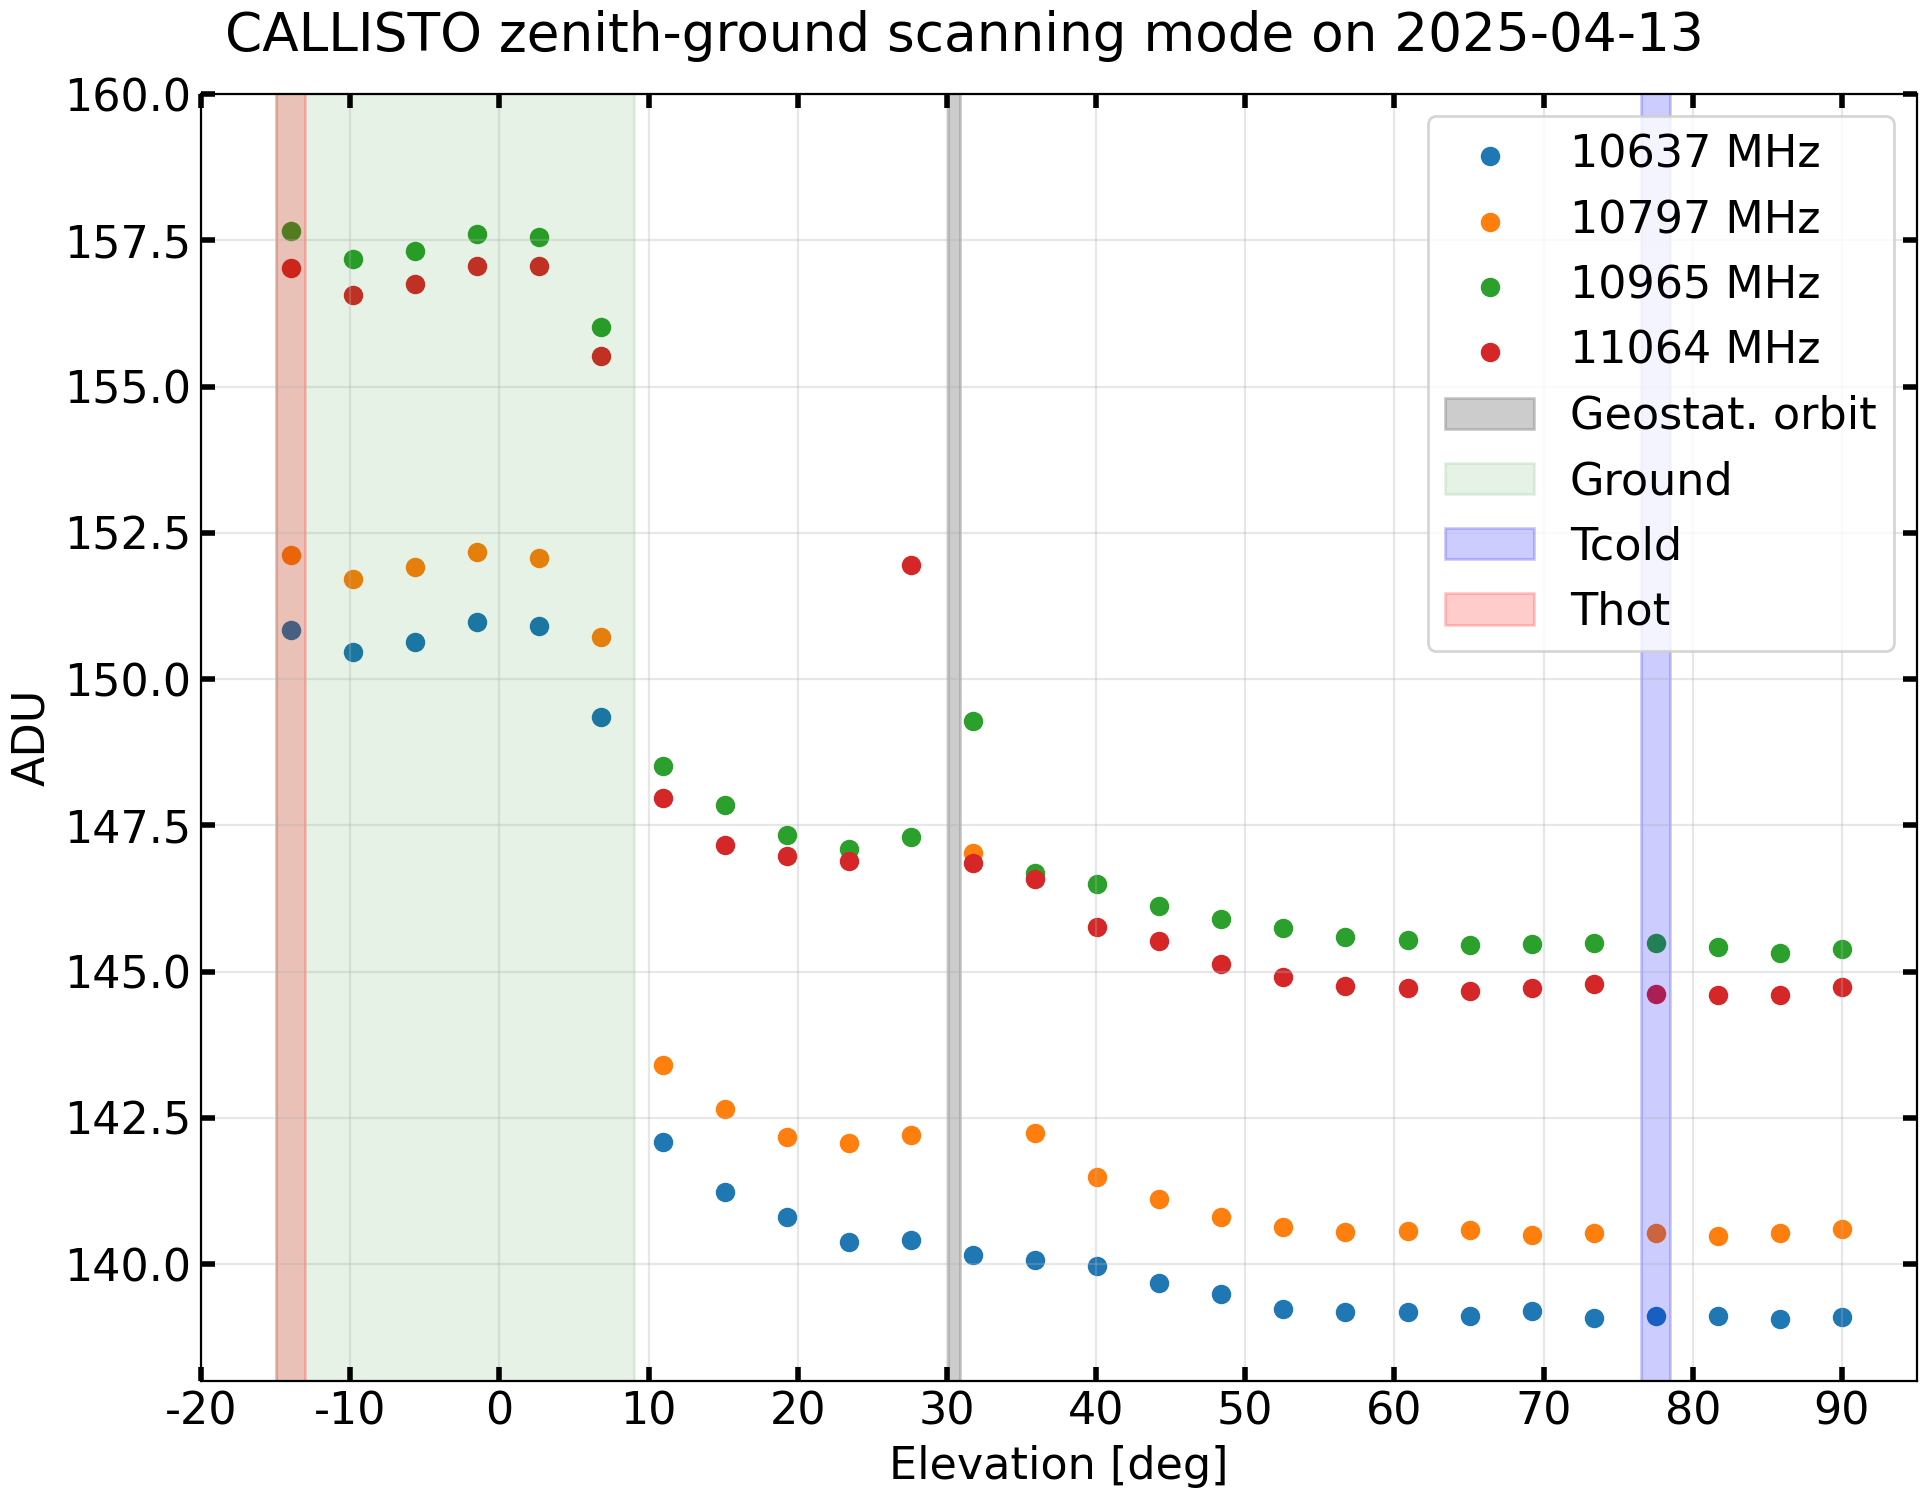 CALLISTO zenith-ground scanning mode on 2025-04-13
160.0
157.5
155.0
152.5
150.0
147.5
145.0
142.5
140.0
ADU
10637 MHz
10797 MHz
10965 MHz
11064 MHz
Geostat. orbit
Ground
Tcold
Thot
-20 -10 0 10 20 30 40 50 60 70 80 90
Elevation [deg]